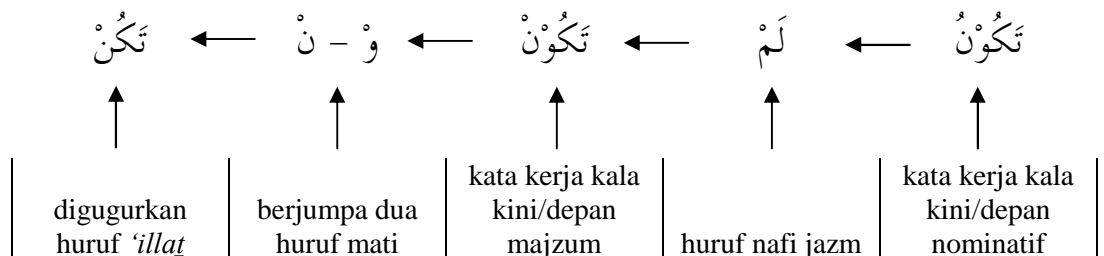 تَكُنْ ← وْ – نْ ← تَكُوْنْ ← لَمْ ← تَكُوْنُ
digugurkan huruf ‘illaṯ
berjumpa dua huruf mati
kata kerja kala kini/depan majzum
huruf nafi jazm
kata kerja kala kini/depan nominatif